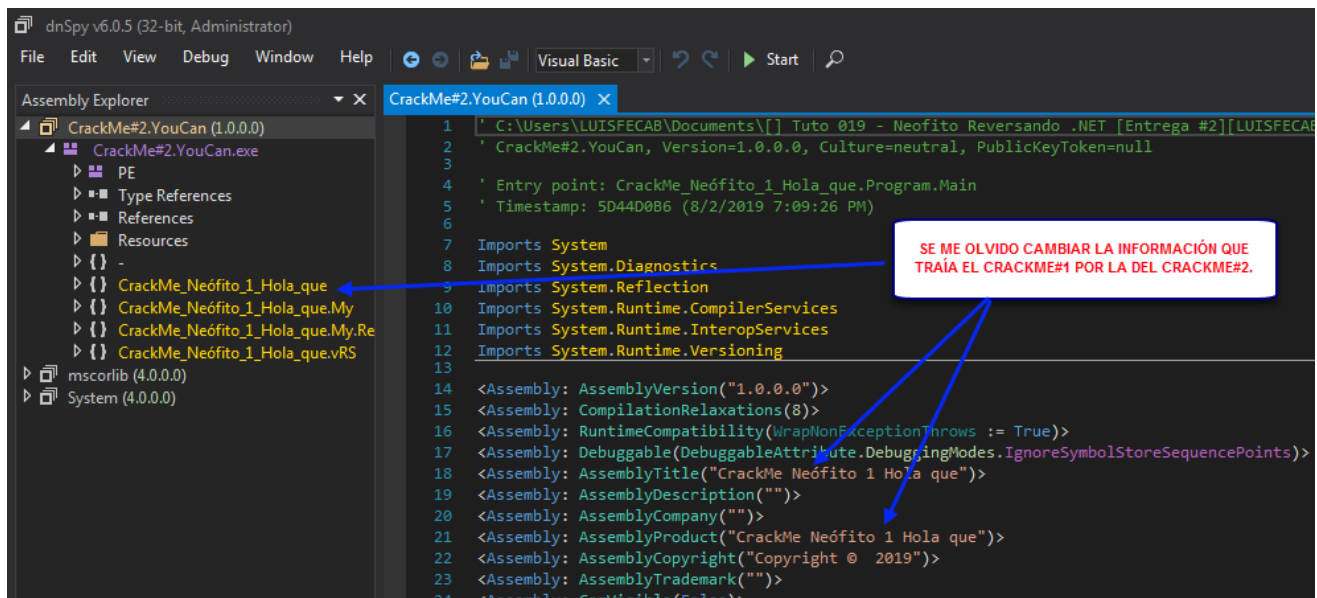 dnSpy v6.0.5 (32-bit, Administrator)
File Edit View Debug Window Help Visual Basic Start
Assembly Explorer
CrackMe#2.YouCan (1.0.0.0)
CrackMe#2.YouCan.exe
PE
Type References
References
Resources
{ } -
{ } CrackMe_Neófito_1_Hola_que
{ } CrackMe_Neófito_1_Hola_que.My
{ } CrackMe_Neófito_1_Hola_que.My.Re
{ } CrackMe_Neófito_1_Hola_que.vRS
mscorlib (4.0.0.0)
System (4.0.0.0)
CrackMe#2.YouCan (1.0.0.0)
1 ' C:\Users\LUISFECAB\Documents\[] Tuto 019 - Neofito Reversando .NET [Entrega #2][LUISFECAB
2 ' CrackMe#2.YouCan, Version=1.0.0.0, Culture=neutral, PublicKeyToken=null
3
4 ' Entry point: CrackMe_Neófito_1_Hola_que.Program.Main
5 ' Timestamp: 5D44D0B6 (8/2/2019 7:09:26 PM)
6
7 Imports System
8 Imports System.Diagnostics
9 Imports System.Reflection
10 Imports System.Runtime.CompilerServices
11 Imports System.Runtime.InteropServices
12 Imports System.Runtime.Versioning
13
14 <Assembly: AssemblyVersion("1.0.0.0")>
15 <Assembly: CompilationRelaxations(8)>
16 <Assembly: RuntimeCompatibility(WrapNonExceptionThrows := True)>
17 <Assembly: Debuggable(DebuggableAttribute.DebuggingModes.IgnoreSymbolStoreSequencePoints)>
18 <Assembly: AssemblyTitle("CrackMe Neófito 1 Hola que")>
19 <Assembly: AssemblyDescription("")>
20 <Assembly: AssemblyCompany("")>
21 <Assembly: AssemblyProduct("CrackMe Neófito 1 Hola que")>
22 <Assembly: AssemblyCopyright("Copyright © 2019")>
23 <Assembly: AssemblyTrademark("")>
SE ME OLVIDO CAMBIAR LA INFORMACIÓN QUE
TRAÍA EL CRACKME#1 POR LA DEL CRACKME#2.